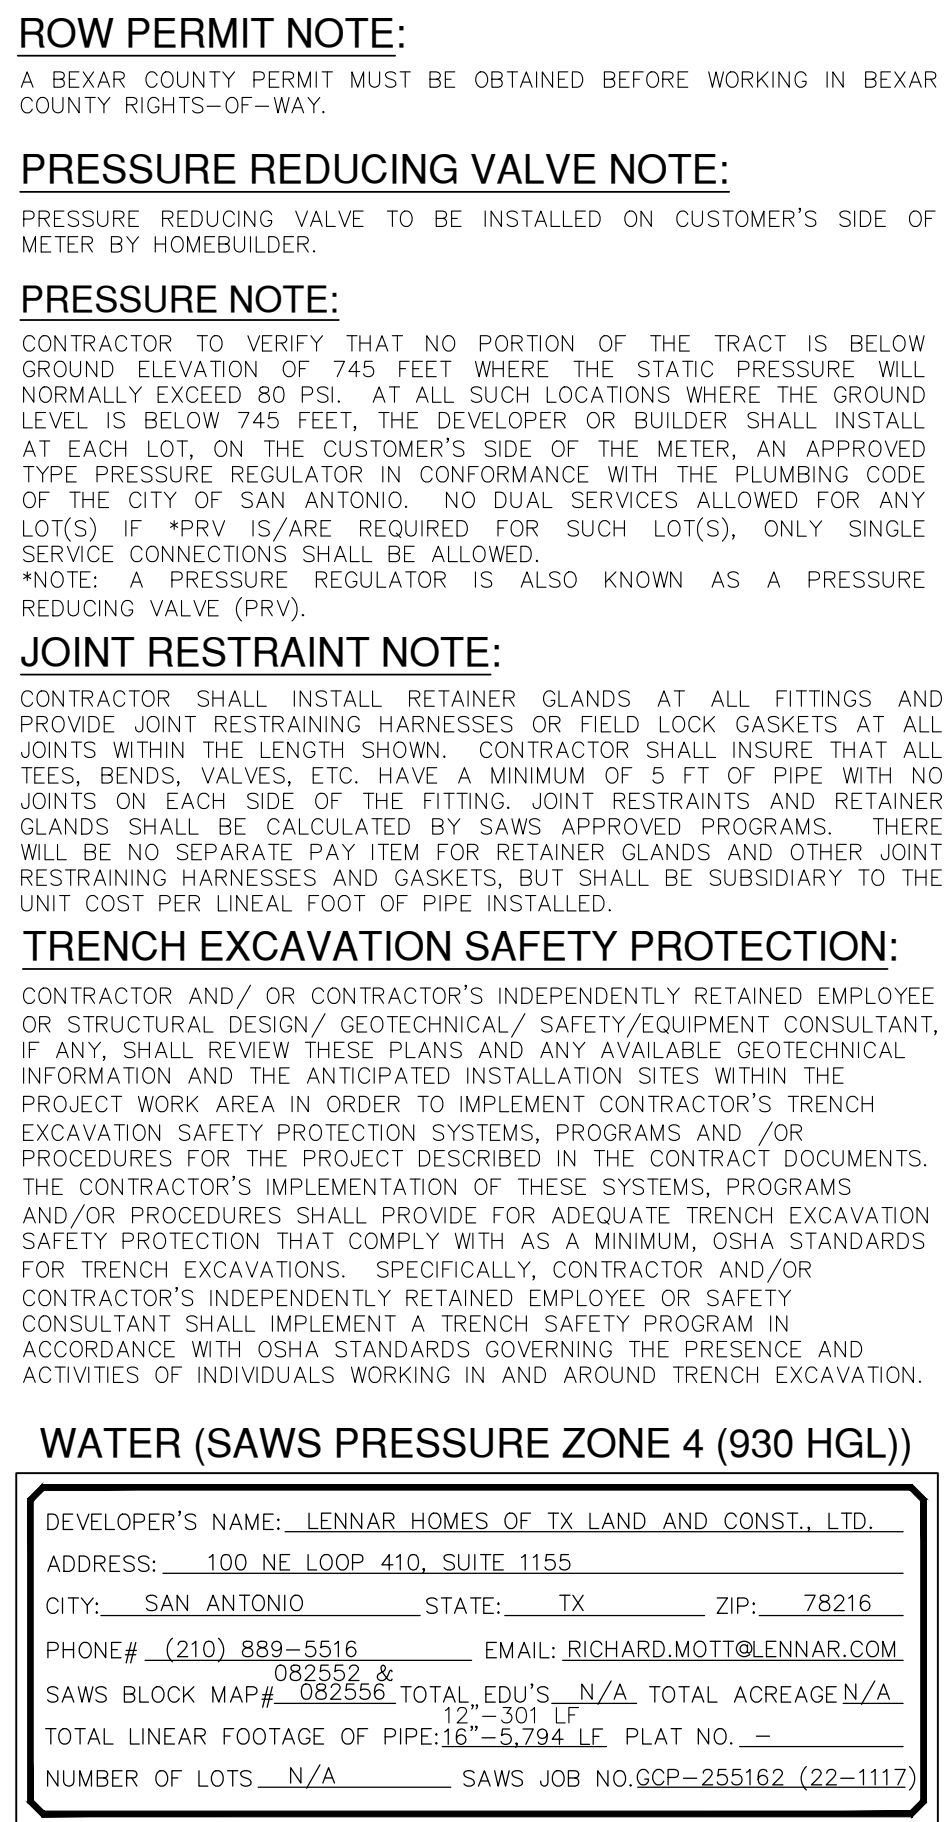 ROW PERMIT NOTE:
A BEXAR COUNTY PERMIT MUST BE OBTAINED BEFORE WORKING IN BEXAR
COUNTY RIGHTS-OF-WAY.
PRESSURE REDUCING VALVE NOTE:
PRESSURE REDUCING VALVE TO BE INSTALLED ON CUSTOMER'S SIDE OF
METER BY HOMEBUILDER.
PRESSURE NOTE:
CONTRACTOR TO VERIFY THAT NO PORTION OF THE TRACT IS BELOW
GROUND ELEVATION OF 745 FEET WHERE THE STATIC PRESSURE WILL
NORMALLY EXCEED 80 PSI. AT ALL SUCH LOCATIONS WHERE THE GROUND
LEVEL IS BELOW 745 FEET, THE DEVELOPER OR BUILDER SHALL INSTALL
AT EACH LOT, ON THE CUSTOMER'S SIDE OF THE METER, AN APPROVED
TYPE PRESSURE REGULATOR IN CONFORMANCE WITH THE PLUMBING CODE
OF THE CITY OF SAN ANTONIO. NO DUAL SERVICES ALLOWED FOR ANY
LOT(S) IF *PRV IS/ARE REQUIRED FOR SUCH LOT(S), ONLY SINGLE
SERVICE CONNECTIONS SHALL BE ALLOWED.
*NOTE: A PRESSURE REGULATOR IS ALSO KNOWN AS A PRESSURE
REDUCING VALVE (PRV).
JOINT RESTRAINT NOTE:
CONTRACTOR SHALL INSTALL RETAINER GLANDS AT ALL FITTINGS AND
PROVIDE JOINT RESTRAINING HARNESSES OR FIELD LOCK GASKETS AT ALL
JOINTS WITHIN THE LENGTH SHOWN. CONTRACTOR SHALL INSURE THAT ALL
TEES, BENDS, VALVES, ETC. HAVE A MINIMUM OF 5 FT OF PIPE WITH NO
JOINTS ON EACH SIDE OF THE FITTING. JOINT RESTRAINTS AND RETAINER
GLANDS SHALL BE CALCULATED BY SAWS APPROVED PROGRAMS. THERE
WILL BE NO SEPARATE PAY ITEM FOR RETAINER GLANDS AND OTHER JOINT
RESTRAINING HARNESSES AND GASKETS, BUT SHALL BE SUBSIDIARY TO THE
UNIT COST PER LINEAL FOOT OF PIPE INSTALLED.
TRENCH EXCAVATION SAFETY PROTECTION:
CONTRACTOR AND/ OR CONTRACTOR'S INDEPENDENTLY RETAINED EMPLOYEE
OR STRUCTURAL DESIGN/ GEOTECHNICAL/ SAFETY/EQUIPMENT CONSULTANT,
IF ANY, SHALL REVIEW THESE PLANS AND ANY AVAILABLE GEOTECHNICAL
INFORMATION AND THE ANTICIPATED INSTALLATION SITES WITHIN THE
PROJECT WORK AREA IN ORDER TO IMPLEMENT CONTRACTOR'S TRENCH
EXCAVATION SAFETY PROTECTION SYSTEMS, PROGRAMS AND /OR
PROCEDURES FOR THE PROJECT DESCRIBED IN THE CONTRACT DOCUMENTS.
THE CONTRACTOR'S IMPLEMENTATION OF THESE SYSTEMS, PROGRAMS
AND/OR PROCEDURES SHALL PROVIDE FOR ADEQUATE TRENCH EXCAVATION
SAFETY PROTECTION THAT COMPLY WITH AS A MINIMUM, OSHA STANDARDS
FOR TRENCH EXCAVATIONS. SPECIFICALLY, CONTRACTOR AND/OR
CONTRACTOR'S INDEPENDENTLY RETAINED EMPLOYEE OR SAFETY
CONSULTANT SHALL IMPLEMENT A TRENCH SAFETY PROGRAM IN
ACCORDANCE WITH OSHA STANDARDS GOVERNING THE PRESENCE AND
ACTIVITIES OF INDIVIDUALS WORKING IN AND AROUND TRENCH EXCAVATION.
WATER (SAWS PRESSURE ZONE 4 (930 HGL))
DEVELOPER'S NAME: LENNAR HOMES OF TX LAND AND CONST., LTD.
ADDRESS: 100 NE LOOP 410, SUITE 1155
CITY: SAN ANTONIO STATE: TX ZIP: 78216
PHONE# (210) 889-5516 EMAIL: RICHARD.MOTT@LENNAR.COM
082552 &
SAWS BLOCK MAP# 082556 TOTAL EDU'S N/A TOTAL ACREAGE N/A
12"-301 LF
TOTAL LINEAR FOOTAGE OF PIPE: 16"-5,794 LF PLAT NO. -
NUMBER OF LOTS N/A SAWS JOB NO. GCP-255162 (22-1117)